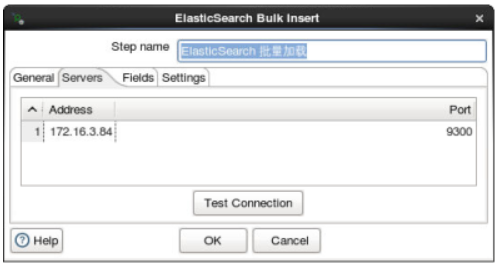 ElasticSearch Bulk Insert
Step name ElasticSearch 批量加载
General Servers Fields Settings
Address Port
1 172.16.3.84 9300
Test Connection
Help OK Cancel